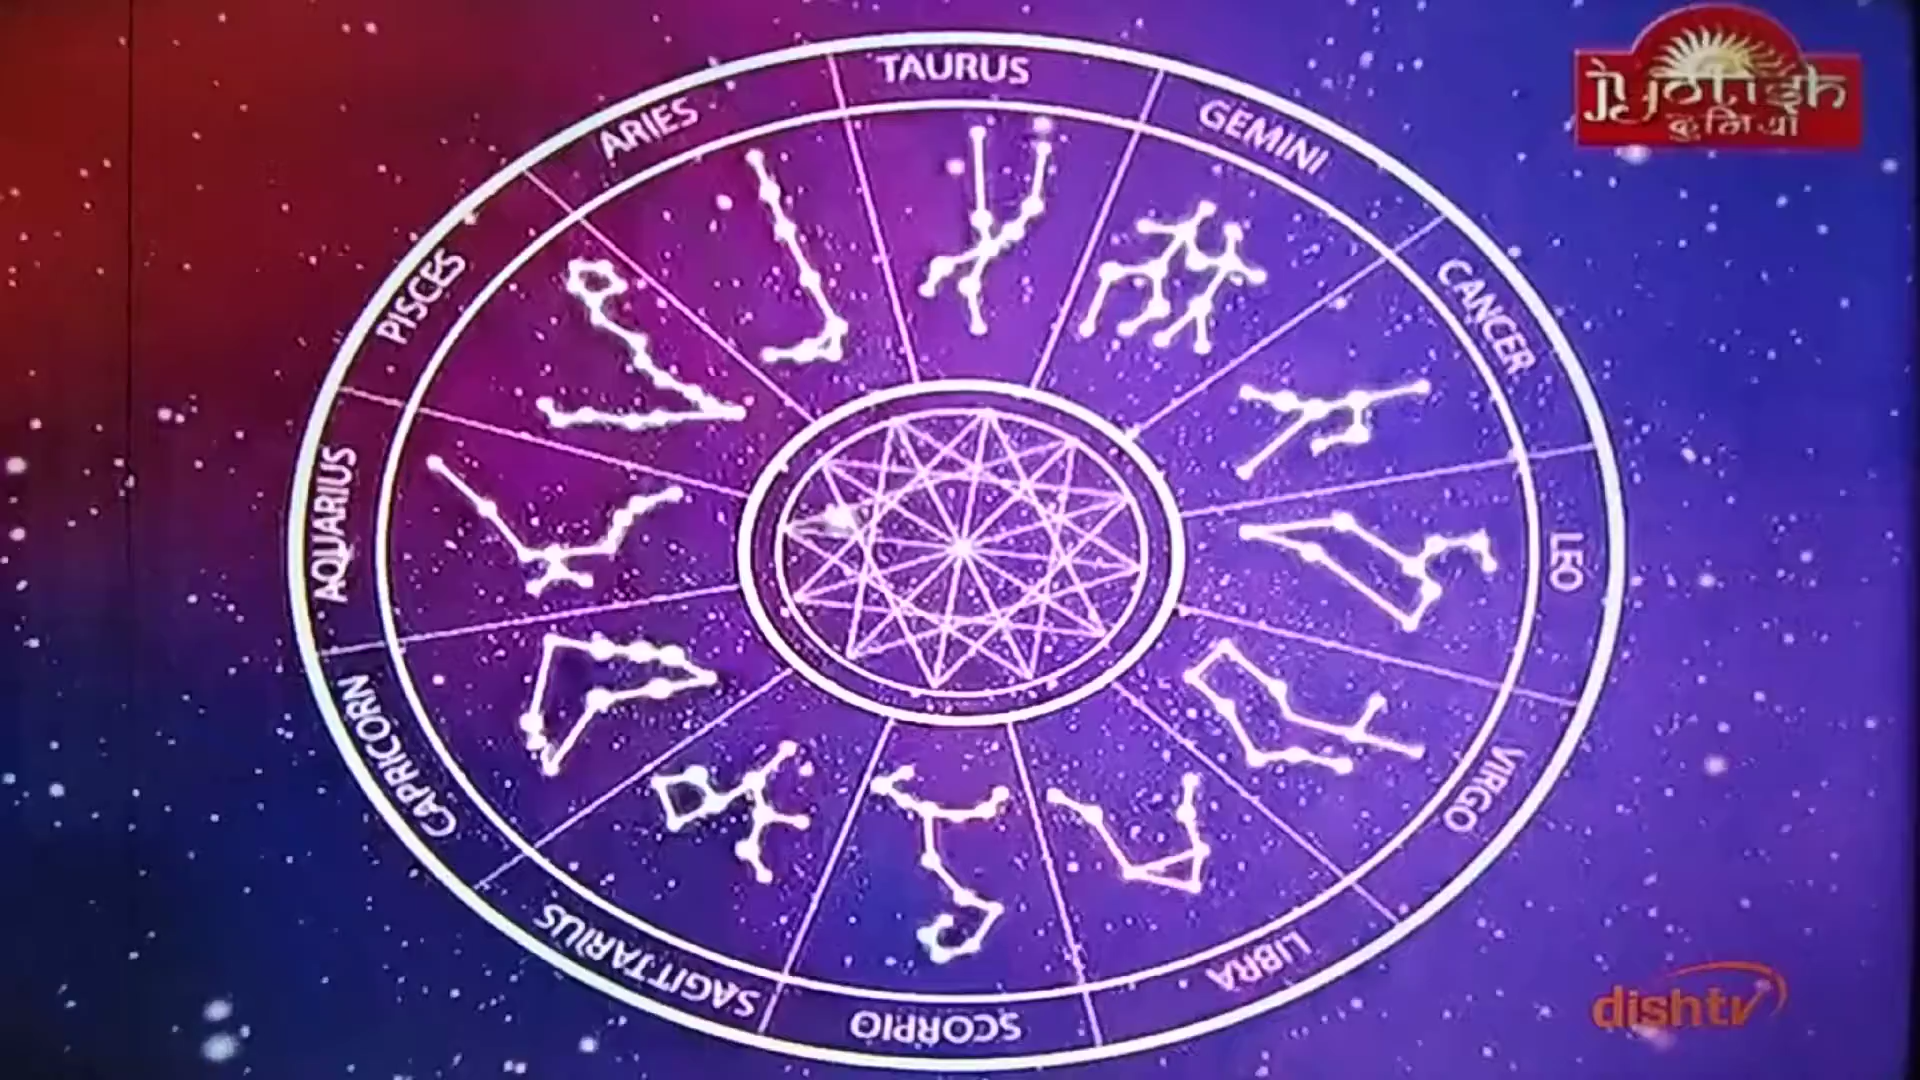 TAURUS
GEMINI
CANCER
LEO
VIRGO
LIBRA
SCORPIO
SAGITTARIUS
CAPRICORN
AQUARIUS
PISCES
ARIES
Jyotish
दुनिया
dishtv